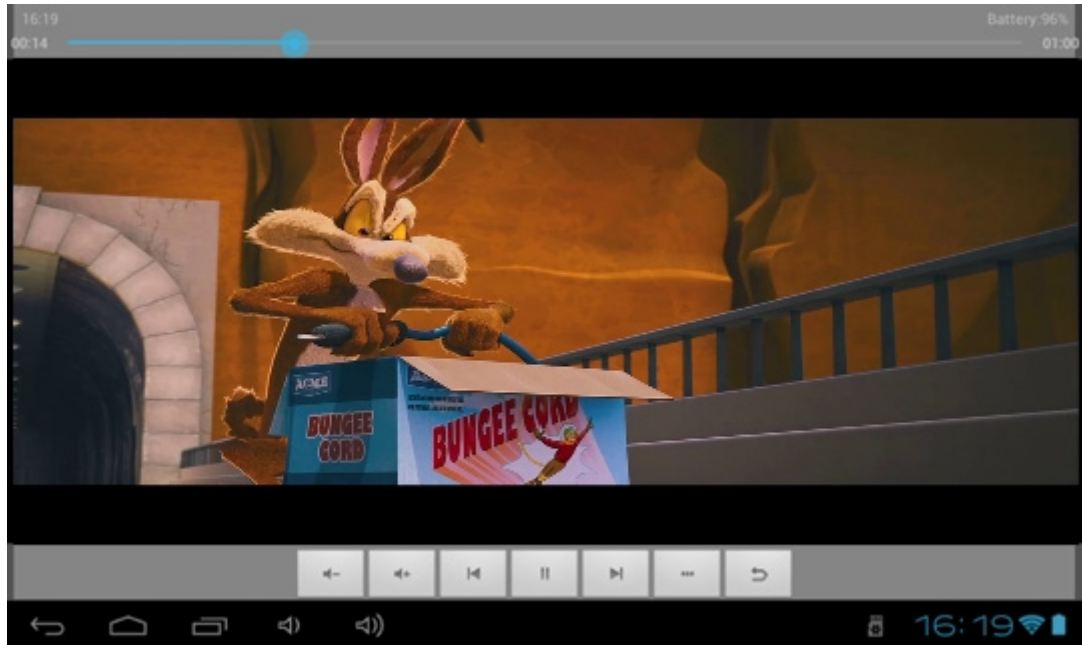 16:19
Battery:96%
00:14
01:00
ACME
BUNGEE
CORD
BUNGEE CORD
16:19